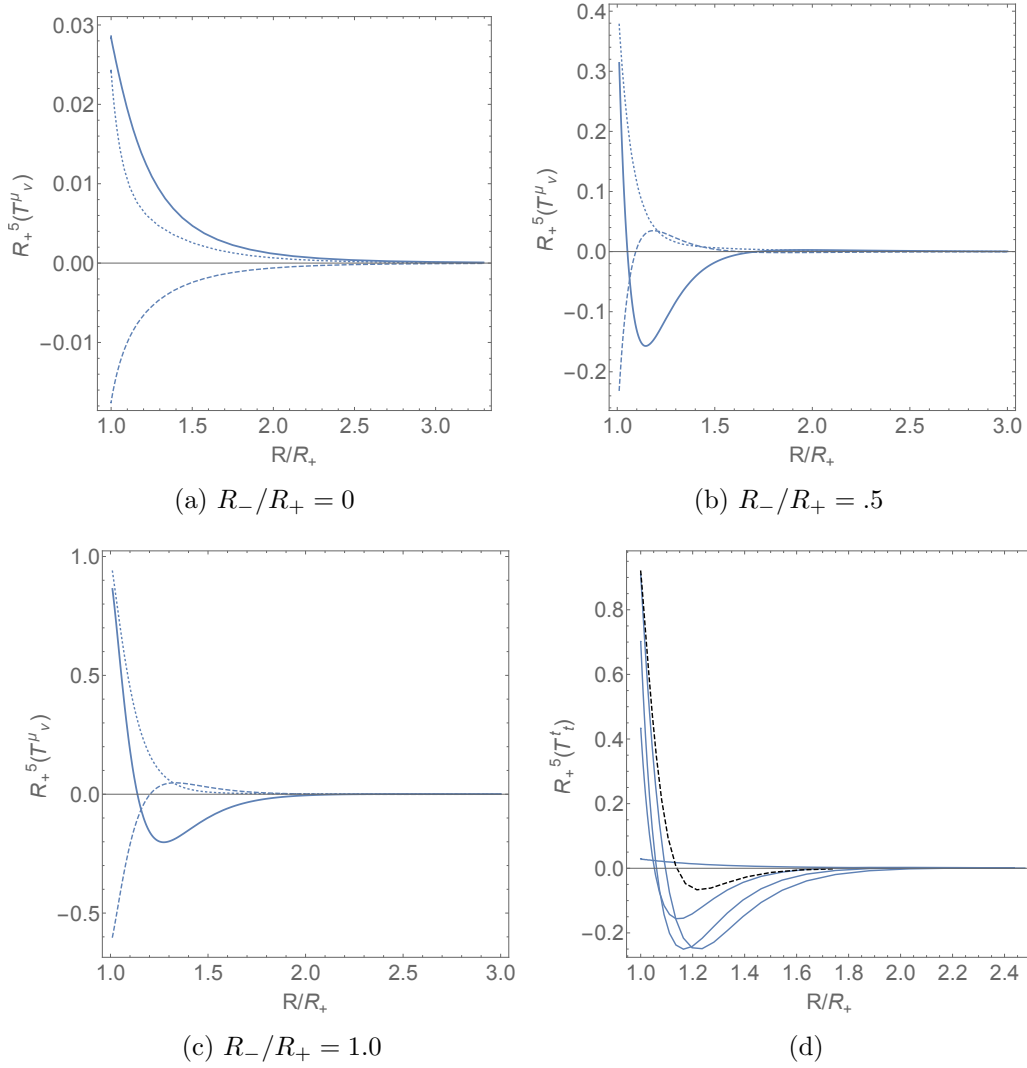 0.03
0.02
0.01
0.00
−0.01
R₊⁵(Tᵘᵥ)
1.0 1.5 2.0 2.5 3.0
R/R₊
(a) R₋/R₊ = 0
0.4
0.3
0.2
0.1
0.0
−0.1
−0.2
R₊⁵(Tᵘᵥ)
1.0 1.5 2.0 2.5 3.0
R/R₊
(b) R₋/R₊ = .5
1.0
0.5
0.0
−0.5
R₊⁵(Tᵘᵥ)
1.0 1.5 2.0 2.5 3.0
R/R₊
(c) R₋/R₊ = 1.0
0.8
0.6
0.4
0.2
0.0
−0.2
R₊⁵(Tᵗₜ)
1.0 1.2 1.4 1.6 1.8 2.0 2.2 2.4
R/R₊
(d)